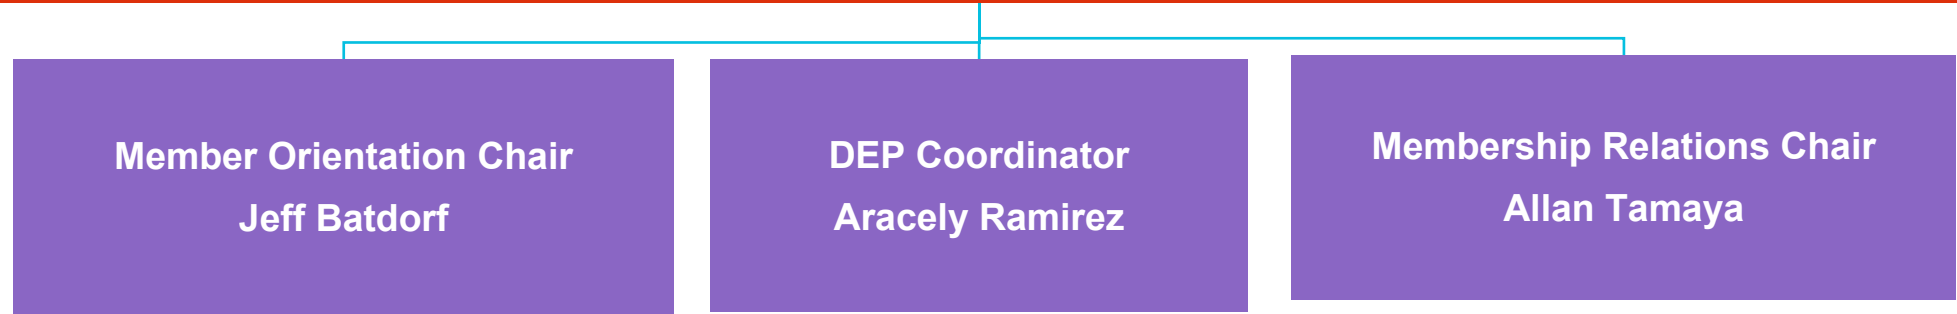 Member Orientation Chair
Jeff Batdorf
DEP Coordinator
Aracely Ramirez
Membership Relations Chair
Allan Tamaya